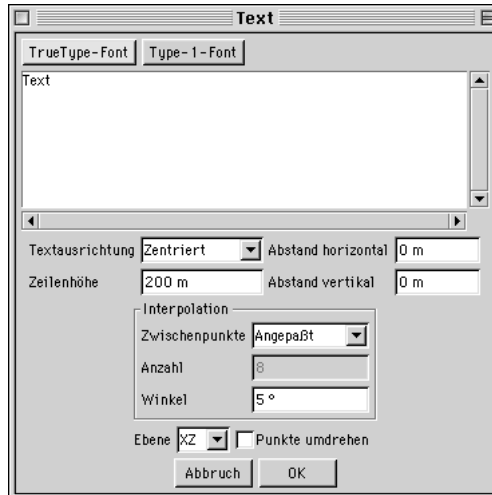 Text
TrueType-Font Type-1-Font
Text
Textausrichtung Zentriert Abstand horizontal 0 m
Zeilenhöhe 200 m Abstand vertikal 0 m
Interpolation
Zwischenpunkte Angepaßt
Anzahl 8
Winkel 5 °
Ebene XZ Punkte umdrehen
Abbruch OK